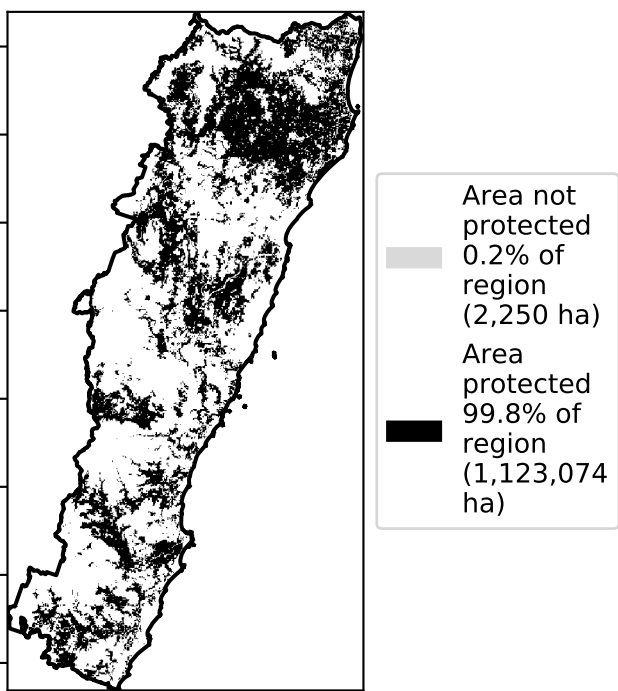 Area not
protected
0.2% of
region
(2,250 ha)
Area
protected
99.8% of
region
(1,123,074
ha)